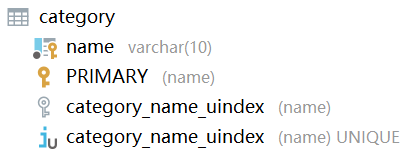 category
name varchar(10)
PRIMARY (name)
category_name_uindex (name)
category_name_uindex (name) UNIQUE